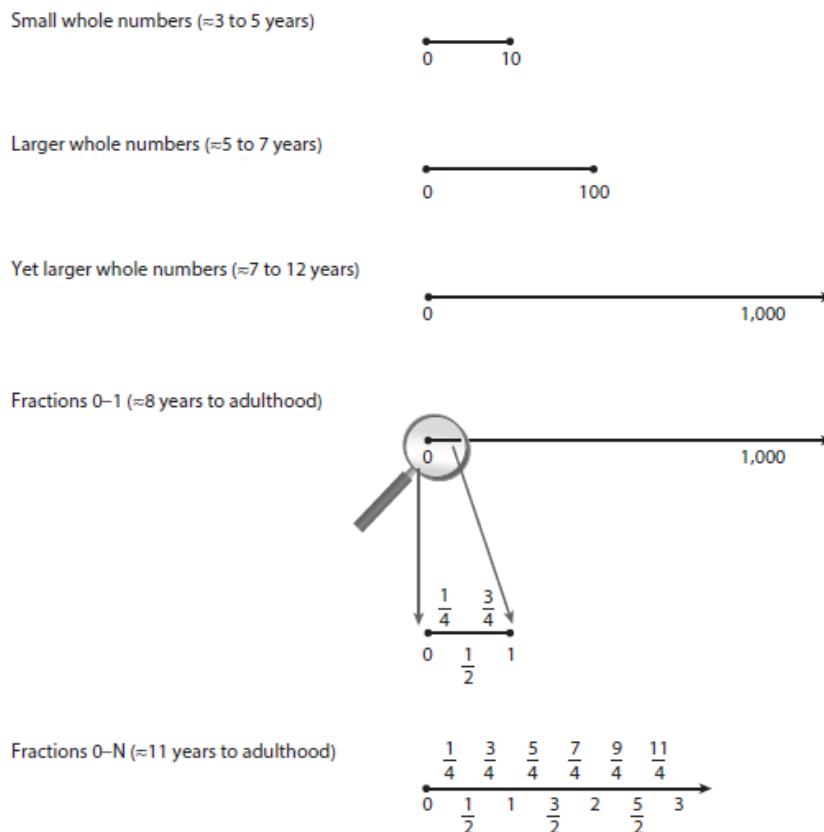 Small whole numbers (≈3 to 5 years)
0 10
Larger whole numbers (≈5 to 7 years)
0 100
Yet larger whole numbers (≈7 to 12 years)
0 1,000
Fractions 0–1 (≈8 years to adulthood)
0 1,000
1/4 3/4
0 1/2 1
Fractions 0–N (≈11 years to adulthood)
1/4 3/4 5/4 7/4 9/4 11/4
0 1/2 1 3/2 2 5/2 3